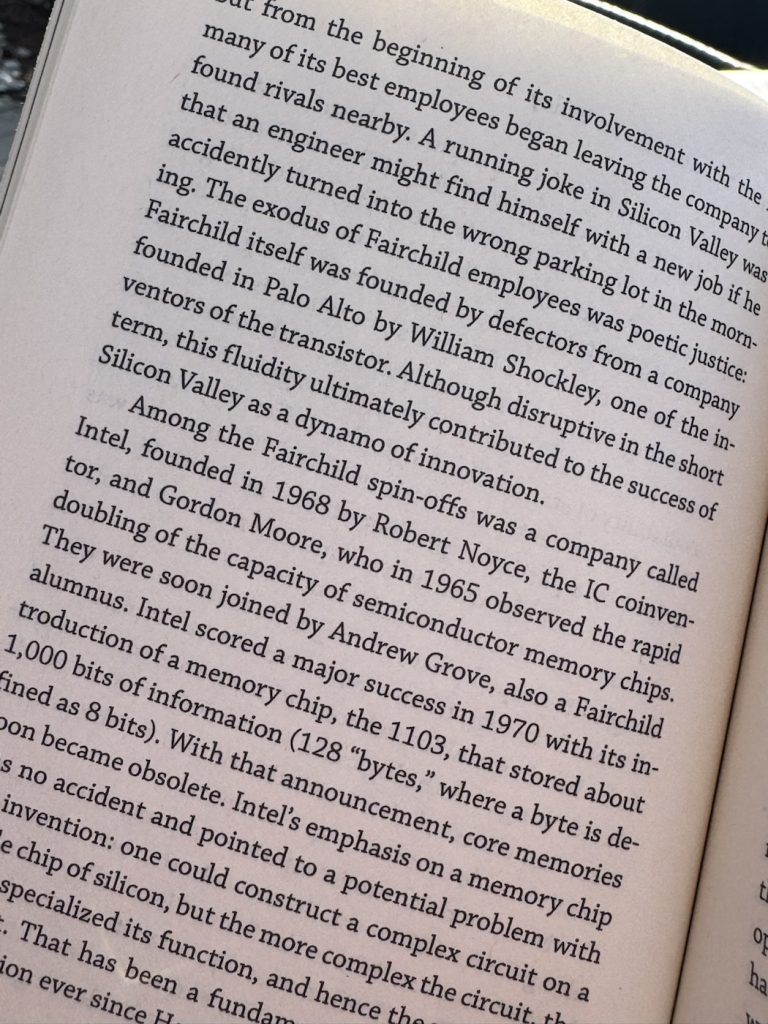 but from the beginning of its involvement with the
many of its best employees began leaving the company to
found rivals nearby. A running joke in Silicon Valley was
that an engineer might find himself with a new job if he
accidently turned into the wrong parking lot in the morn-
ing. The exodus of Fairchild employees was poetic justice:
Fairchild itself was founded by defectors from a company
founded in Palo Alto by William Shockley, one of the in-
ventors of the transistor. Although disruptive in the short
term, this fluidity ultimately contributed to the success of
Silicon Valley as a dynamo of innovation.
Among the Fairchild spin-offs was a company called
Intel, founded in 1968 by Robert Noyce, the IC coinven-
tor, and Gordon Moore, who in 1965 observed the rapid
doubling of the capacity of semiconductor memory chips.
They were soon joined by Andrew Grove, also a Fairchild
alumnus. Intel scored a major success in 1970 with its in-
troduction of a memory chip, the 1103, that stored about
1,000 bits of information (128 “bytes,” where a byte is de-
fined as 8 bits). With that announcement, core memories
oon became obsolete. Intel’s emphasis on a memory chip
s no accident and pointed to a potential problem with
invention: one could construct a complex circuit on a
e chip of silicon, but the more complex the circuit, th
specialized its function, and hence the
t. That has been a fundam
ion ever since H